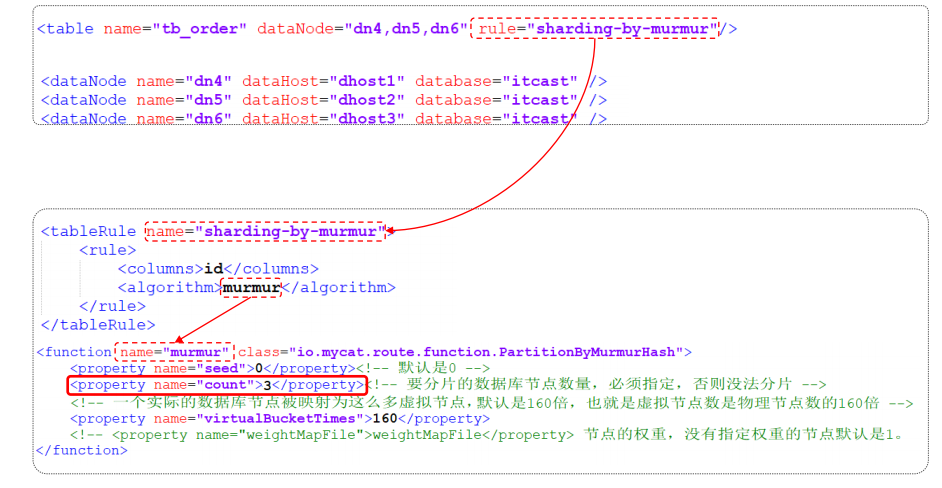 <table name="tb_order" dataNode="dn4,dn5,dn6" rule="sharding-by-murmur"/>
<dataNode name="dn4" dataHost="dhost1" database="itcast" />
<dataNode name="dn5" dataHost="dhost2" database="itcast" />
<dataNode name="dn6" dataHost="dhost3" database="itcast" />
<tableRule name="sharding-by-murmur">
<rule>
<columns>id</columns>
<algorithm>murmur</algorithm>
</rule>
</tableRule>
<function name="murmur" class="io.mycat.route.function.PartitionByMurmurHash">
<property name="seed">0</property><!-- 默认是0 -->
<property name="count">3</property><!-- 要分片的数据库节点数量，必须指定，否则没法分片 -->
<!-- 一个实际的数据库节点被映射为这么多虚拟节点，默认是160倍，也就是虚拟节点数是物理节点数的160倍 -->
<property name="virtualBucketTimes">160</property>
<!-- <property name="weightMapFile">weightMapFile</property> 节点的权重，没有指定权重的节点默认是1。
</function>